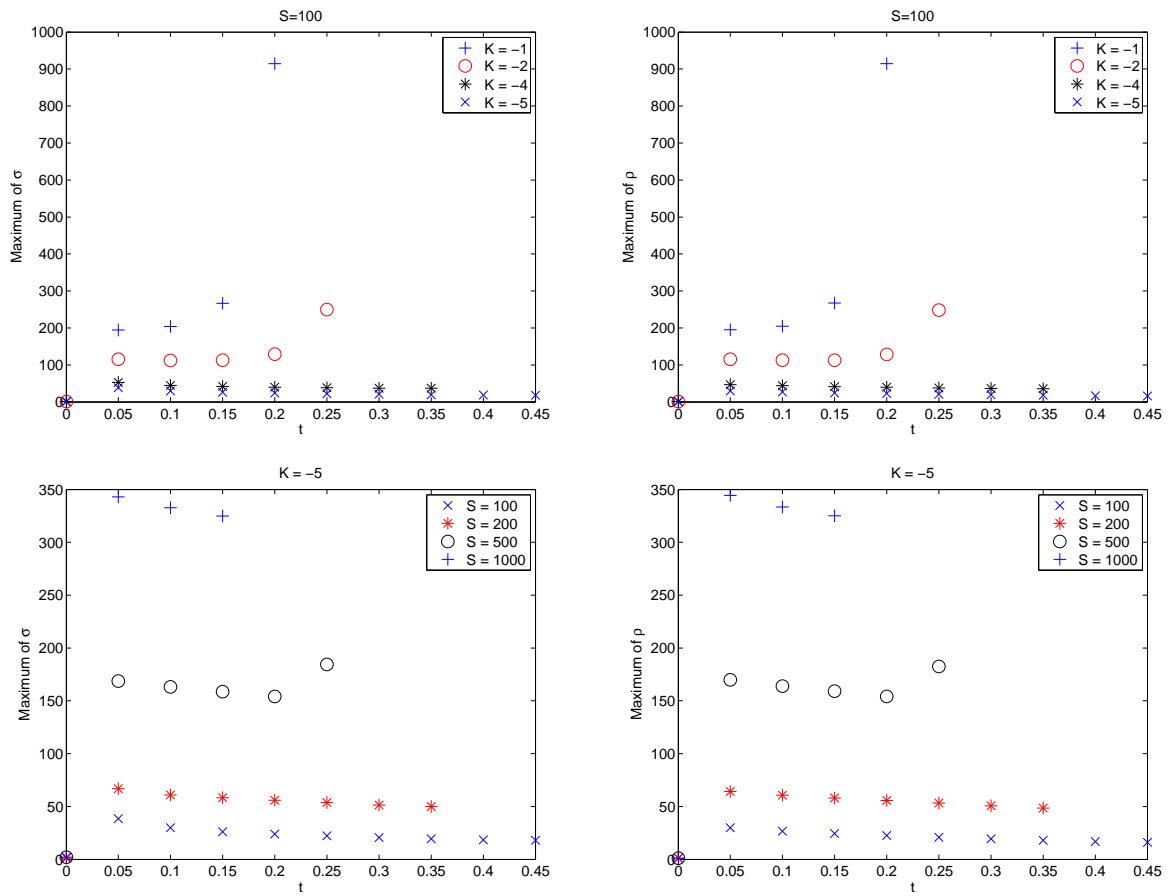 S=100
1000
900
800
700
600
500
400
300
200
100
0
Maximum of σ
K = −1
K = −2
K = −4
K = −5
0 0.05 0.1 0.15 0.2 0.25 0.3 0.35 0.4 0.45
t
S=100
1000
900
800
700
600
500
400
300
200
100
0
Maximum of ρ
K = −1
K = −2
K = −4
K = −5
0 0.05 0.1 0.15 0.2 0.25 0.3 0.35 0.4 0.45
t
K = −5
350
300
250
200
150
100
50
0
Maximum of σ
S = 100
S = 200
S = 500
S = 1000
0 0.05 0.1 0.15 0.2 0.25 0.3 0.35 0.4 0.45
t
K = −5
350
300
250
200
150
100
50
0
Maximum of ρ
S = 100
S = 200
S = 500
S = 1000
0 0.05 0.1 0.15 0.2 0.25 0.3 0.35 0.4 0.45
t